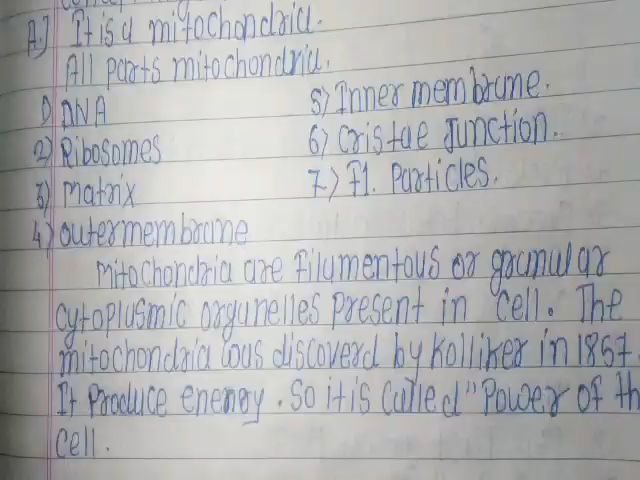 A.] It is a mitochondria.
All parts mitochondria.
1) DNA
2) Ribosomes
3) Matrix
4) outermembrane
5) Inner membrane.
6) cristae Junction.
7) F1. Particles.
Mitochondria are Filamentous or granular
cytoplasmic organelles present in cell. The
mitochondria was discoverd by Kolliker in 1857.
It Produce enenoy. So it is called "Power of th
cell.